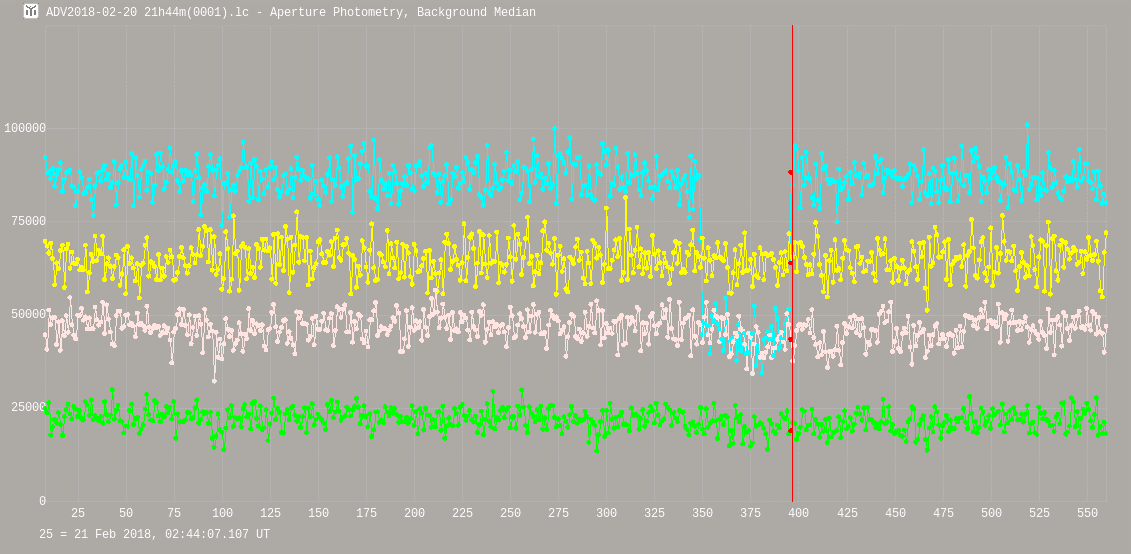 ADV2018-02-20 21h44m(0001).lc - Aperture Photometry, Background Median
100000
75000
50000
25000
0
25 50 75 100 125 150 175 200 225 250 275 300 325 350 375 400 425 450 475 500 525 550
25 = 21 Feb 2018, 02:44:07.107 UT